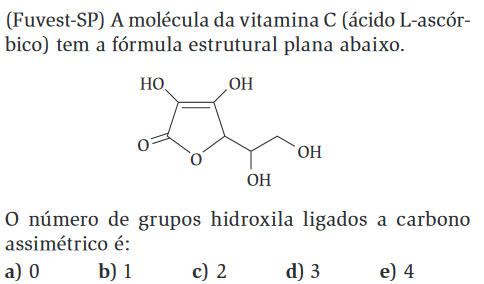 (Fuvest-SP) A molécula da vitamina C (ácido L-ascór-
bico) tem a fórmula estrutural plana abaixo.
HO OH
O
O
OH
OH
O número de grupos hidroxila ligados a carbono
assimétrico é:
a) 0 b) 1 c) 2 d) 3 e) 4